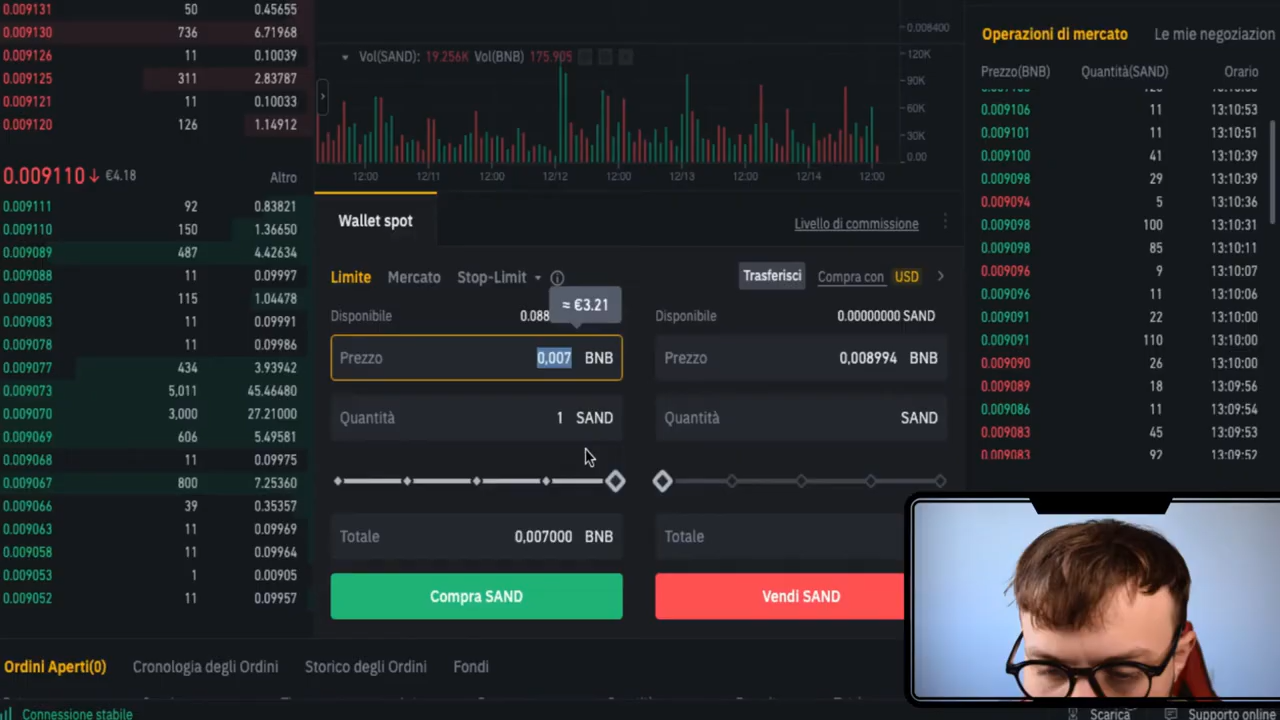 0.009131 50 0.45655
0.009130 736 6.71968
0.009126 11 0.10039
0.009125 311 2.83787
0.009121 11 0.10033
0.009120 126 1.14912
0.009110↓ €4.18 Altro
0.009111 92 0.83821
0.009110 150 1.36650
0.009089 487 4.42634
0.009088 11 0.09997
0.009085 115 1.04478
0.009083 11 0.09991
0.009078 11 0.09986
0.009077 434 3.93942
0.009073 5,011 45.46480
0.009070 3,000 27.21000
0.009069 606 5.49581
0.009068 11 0.09975
0.009067 800 7.25360
0.009066 39 0.35357
0.009063 11 0.09969
0.009058 11 0.09964
0.009053 1 0.00905
0.009052 11 0.09957
0.008400
Vol(SAND): 19.256K Vol(BNB) 175.905
120K
90K
60K
30K
0.00
12:00 12/11 12:00 12/12 12:00 12/13 12:00 12/14 12:00
Wallet spot
Livello di commissione
Limite Mercato Stop-Limit
Trasferisci Compra con USD
≈ €3.21
Disponibile 0.088
Prezzo 0,007 BNB
Quantità 1 SAND
Totale 0,007000 BNB
Compra SAND
Disponibile 0.00000000 SAND
Prezzo 0,008994 BNB
Quantità SAND
Totale
Vendi SAND
Operazioni di mercato Le mie negoziazion
Prezzo(BNB) Quantità(SAND) Orario
0.009106 11 13:10:53
0.009101 11 13:10:51
0.009100 41 13:10:39
0.009098 29 13:10:39
0.009094 5 13:10:36
0.009098 100 13:10:31
0.009098 85 13:10:11
0.009096 9 13:10:07
0.009096 11 13:10:06
0.009091 22 13:10:00
0.009091 110 13:10:00
0.009090 26 13:10:00
0.009089 18 13:09:56
0.009086 11 13:09:54
0.009083 45 13:09:53
0.009083 92 13:09:52
Ordini Aperti(0) Cronologia degli Ordini Storico degli Ordini Fondi
Connessione stabile
Scarica Supporto online